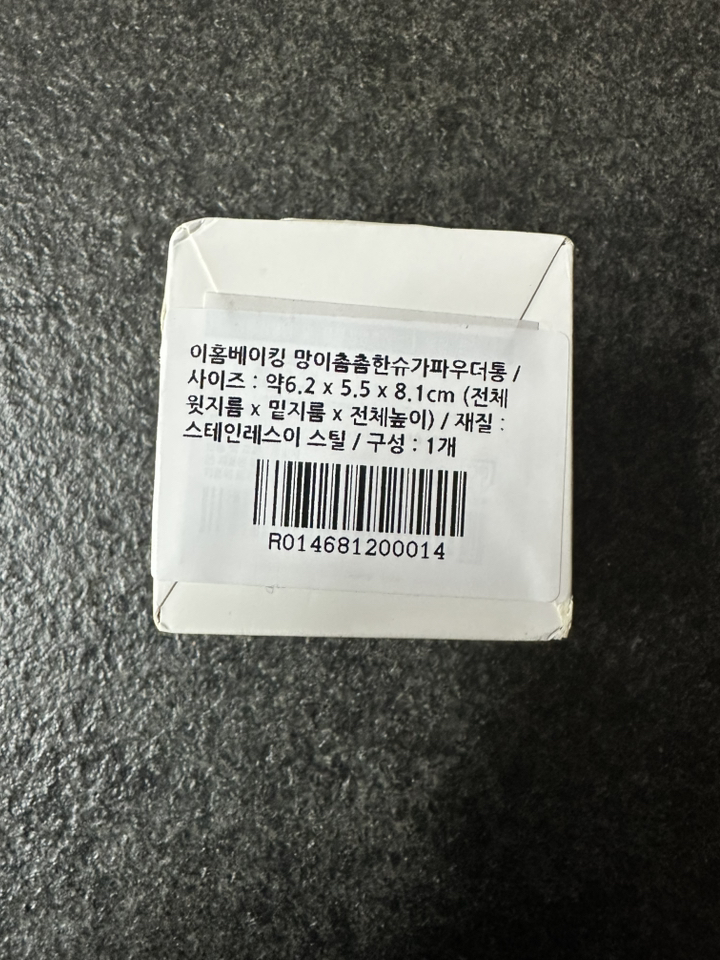 이홈베이킹 망이촘촘한슈가파우더통 /
사이즈 : 약6.2 x 5.5 x 8.1cm (전체
윗지름 x 밑지름 x 전체높이) / 재질 :
스테인레스이 스틸 / 구성 : 1개
R014681200014